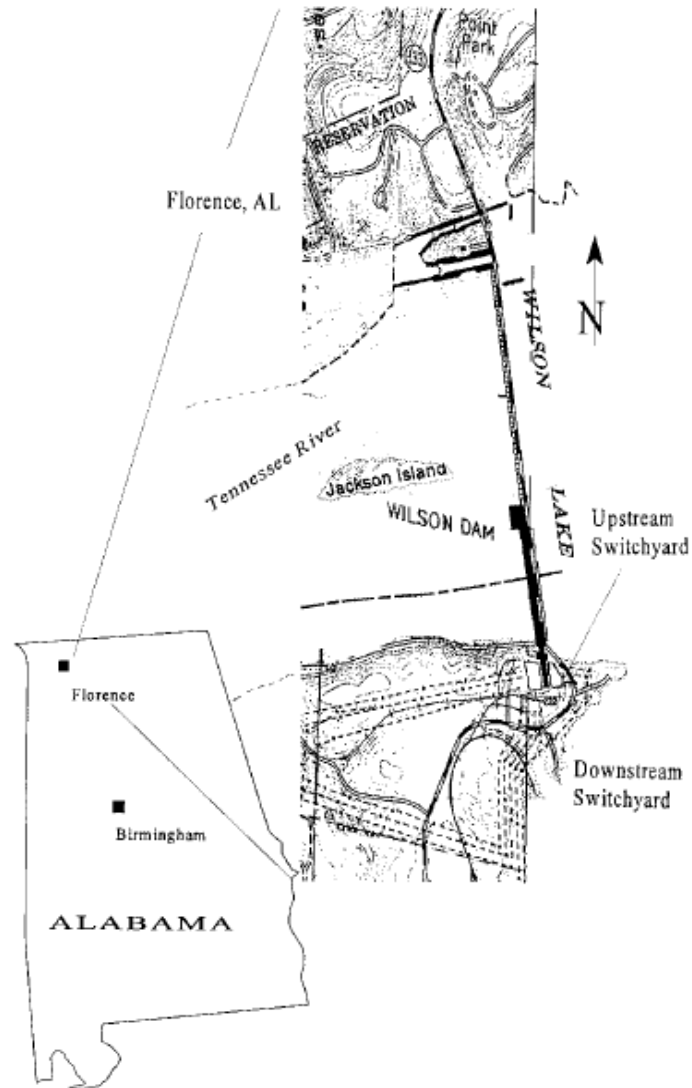 Point
Park
133
RESERVATION
Florence, AL
N
WILSON
LAKE
Tennessee River
Jackson Island
WILSON DAM
Upstream
Switchyard
Florence
Downstream
Switchyard
Birmingham
ALABAMA